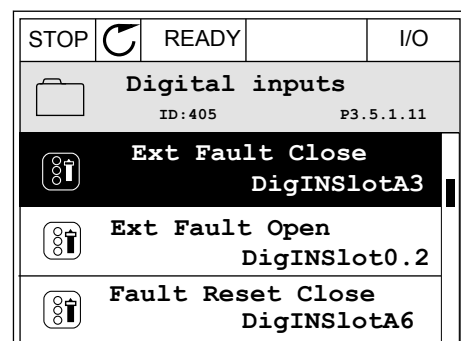 STOP READY I/O
Digital inputs
ID:405 P3.5.1.11
Ext Fault Close
DigINSlotA3
Ext Fault Open
DigINSlot0.2
Fault Reset Close
DigINSlotA6